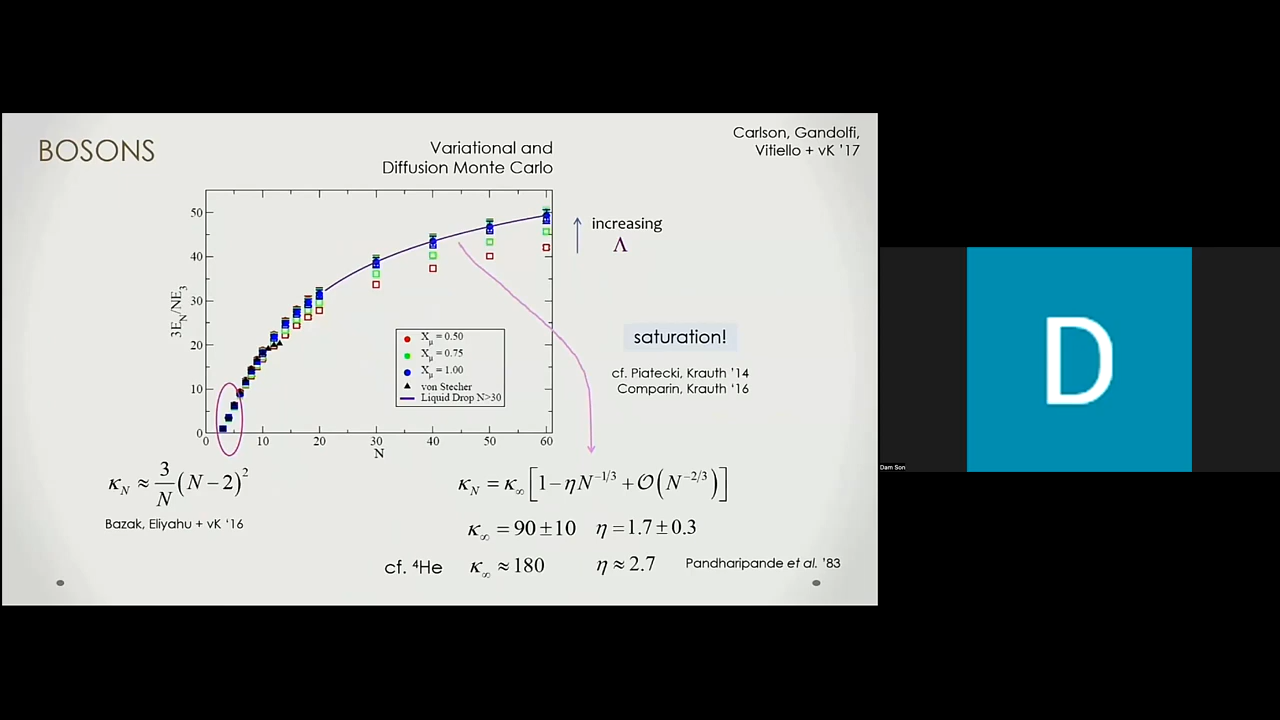 BOSONS
Variational and
Diffusion Monte Carlo
Carlson, Gandolfi,
Vitiello + vK '17
3E_N/NE_3
50
40
30
20
10
0
0 10 20 30 40 50 60
N
X_μ = 0.50
X_μ = 0.75
X_μ = 1.00
von Stecher
Liquid Drop N>30
increasing
Λ
saturation!
cf. Piatecki, Krauth '14
Comparin, Krauth '16
κ_N ≈ 3/N (N−2)²
Bazak, Eliyahu + vK '16
κ_N = κ_∞ [1−ηN^{−1/3} + O(N^{−2/3})]
κ_∞ = 90 ± 10 η = 1.7 ± 0.3
cf. ⁴He κ_∞ ≈ 180 η ≈ 2.7 Pandharipande et al. '83
D
Dam Son